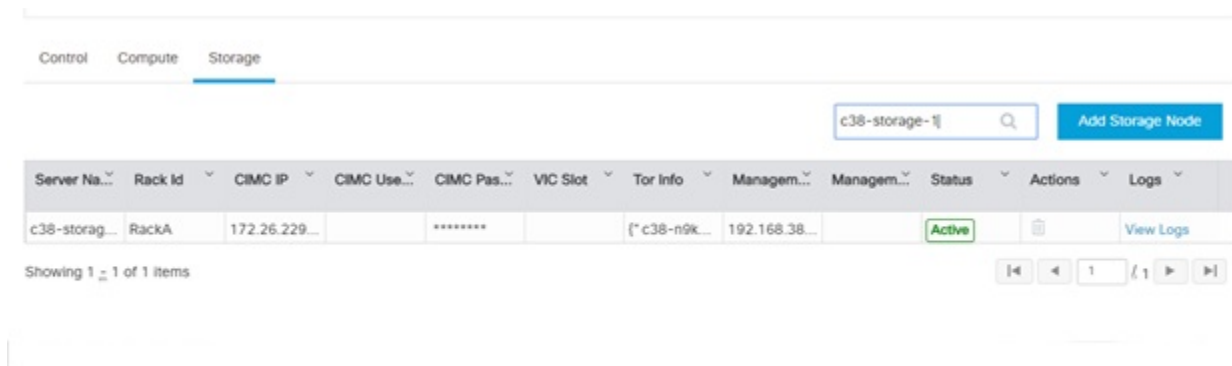 Control Compute Storage
c38-storage-1 Add Storage Node
Server Na... Rack Id CIMC IP CIMC Use... CIMC Pas... VIC Slot Tor Info Managem... Managem... Status Actions Logs
c38-storag... RackA 172.26.229... ******** {"c38-n9k... 192.168.38... Active View Logs
Showing 1 - 1 of 1 items 1 / 1